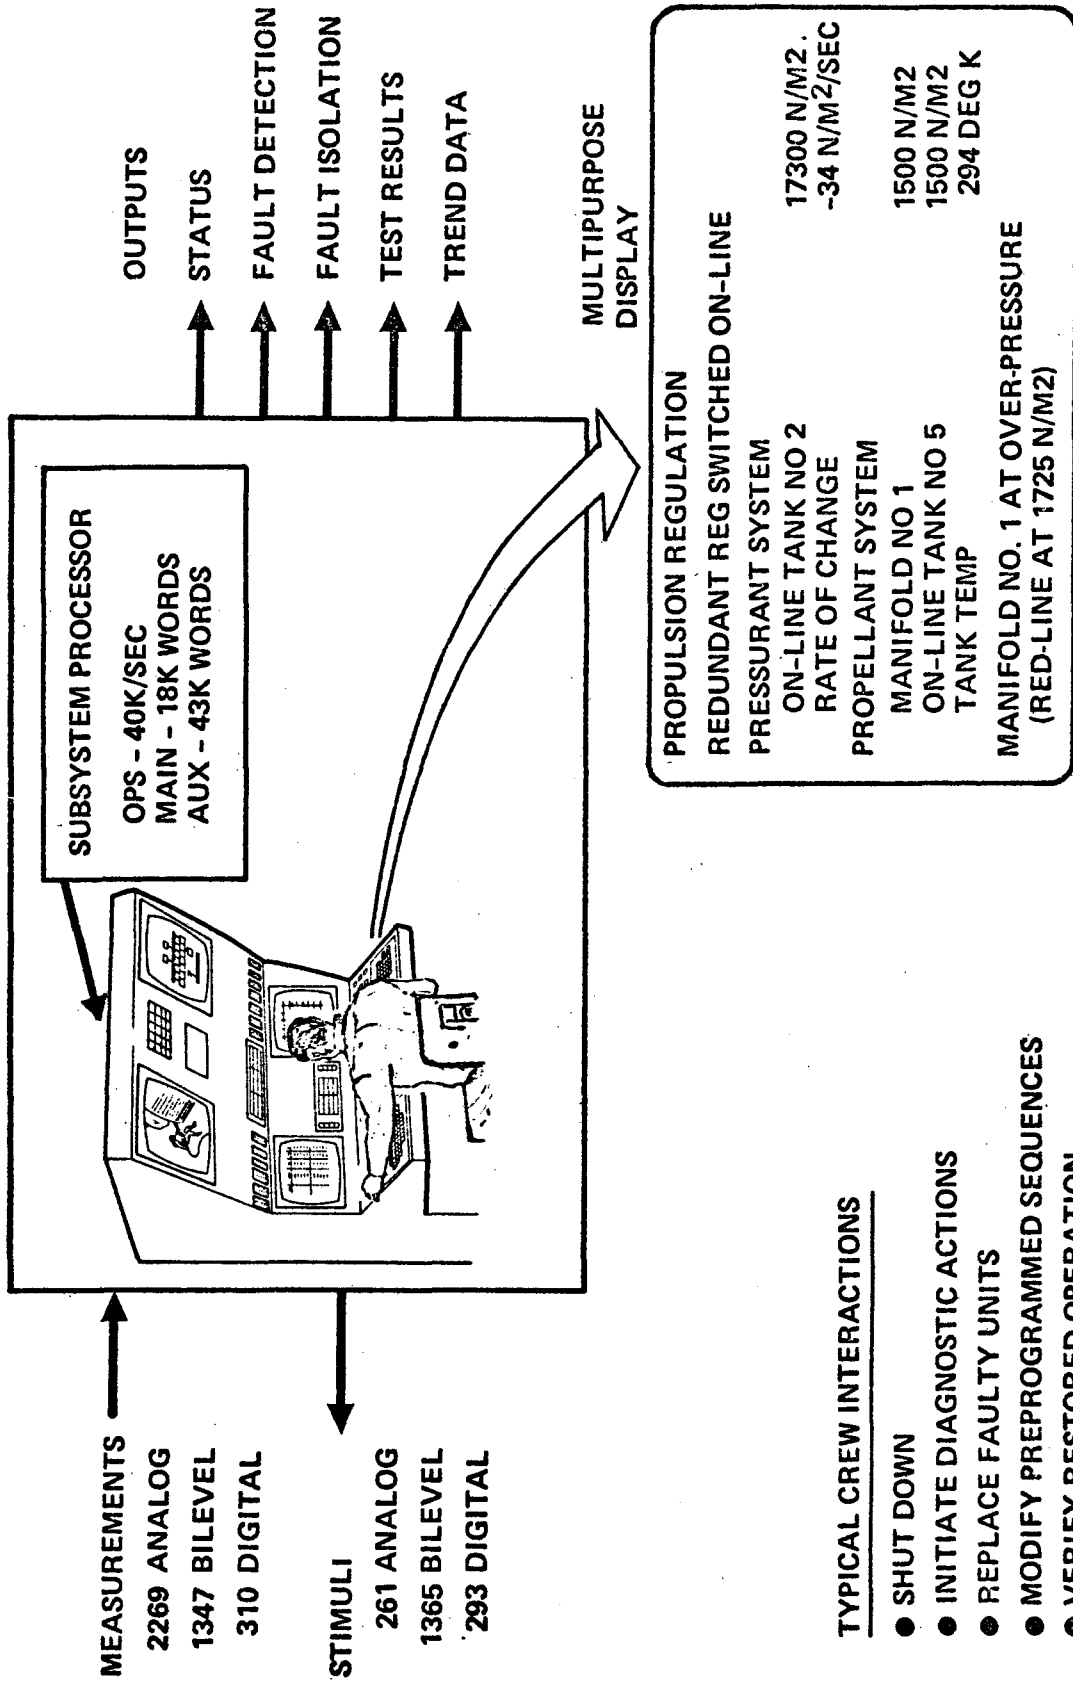 MEASUREMENTS
2269 ANALOG
1347 BILEVEL
310 DIGITAL
STIMULI
261 ANALOG
1365 BILEVEL
293 DIGITAL
SUBSYSTEM PROCESSOR
OPS - 40K/SEC
MAIN - 18K WORDS
AUX - 43K WORDS
OUTPUTS
STATUS
FAULT DETECTION
FAULT ISOLATION
TEST RESULTS
TREND DATA
MULTIPURPOSE
DISPLAY
PROPULSION REGULATION
REDUNDANT REG SWITCHED ON-LINE
PRESSURANT SYSTEM
ON-LINE TANK NO 2 17300 N/M2.
RATE OF CHANGE -34 N/M²/SEC
PROPELLANT SYSTEM
MANIFOLD NO 1 1500 N/M2
ON-LINE TANK NO 5 1500 N/M2
TANK TEMP 294 DEG K
MANIFOLD NO. 1 AT OVER-PRESSURE
(RED-LINE AT 1725 N/M2)
TYPICAL CREW INTERACTIONS
● SHUT DOWN
● INITIATE DIAGNOSTIC ACTIONS
● REPLACE FAULTY UNITS
● MODIFY PREPROGRAMMED SEQUENCES
● VERIFY RESTORED OPERATION